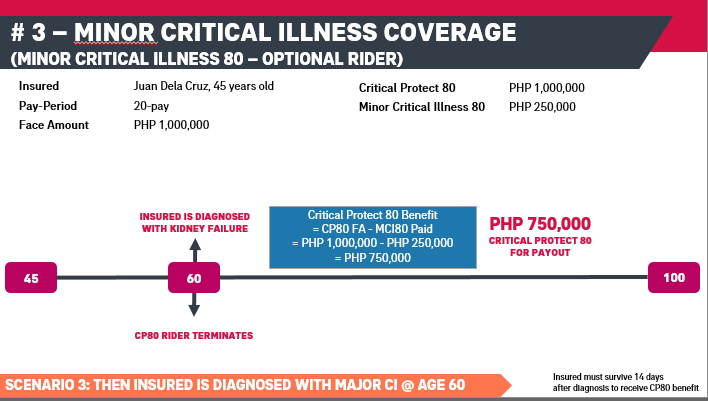 # 3 – MINOR CRITICAL ILLNESS COVERAGE
(MINOR CRITICAL ILLNESS 80 – OPTIONAL RIDER)
Insured Juan Dela Cruz, 45 years old
Pay-Period 20-pay
Face Amount PHP 1,000,000
Critical Protect 80 PHP 1,000,000
Minor Critical Illness 80 PHP 250,000
INSURED IS DIAGNOSED
WITH KIDNEY FAILURE
Critical Protect 80 Benefit
= CP80 FA - MCI80 Paid
= PHP 1,000,000 - PHP 250,000
= PHP 750,000
PHP 750,000
CRITICAL PROTECT 80
FOR PAYOUT
45 60 100
CP80 RIDER TERMINATES
SCENARIO 3: THEN INSURED IS DIAGNOSED WITH MAJOR CI @ AGE 60
Insured must survive 14 days
after diagnosis to receive CP80 benefit